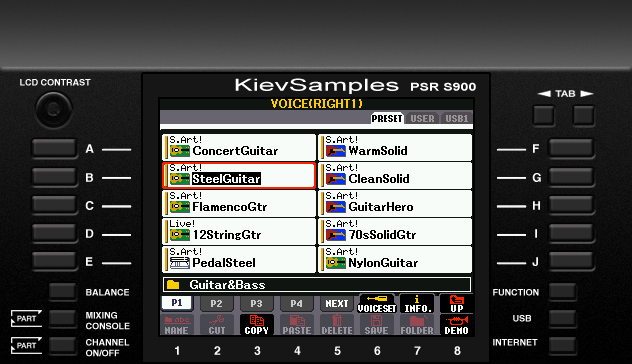 LCD CONTRAST
KievSamples PSR S900
◄ TAB ►
VOICE(RIGHT1)
PRESET USER USB1
A
B
C
D
E
S.Art!
ConcertGuitar
S.Art!
WarmSolid
S.Art!
SteelGuitar
S.Art!
CleanSolid
S.Art!
FlamencoGtr
S.Art!
GuitarHero
Live!
12StringGtr
S.Art!
70sSolidGtr
S.Art!
PedalSteel
S.Art!
NylonGuitar
F
G
H
I
J
Guitar&Bass
P1 P2 P3 P4 NEXT VOICESET INFO. UP
NAME CUT COPY PASTE DELETE SAVE FOLDER DEMO
BALANCE
PART
MIXING
CONSOLE
PART
CHANNEL
ON/OFF
FUNCTION
USB
INTERNET
1 2 3 4 5 6 7 8